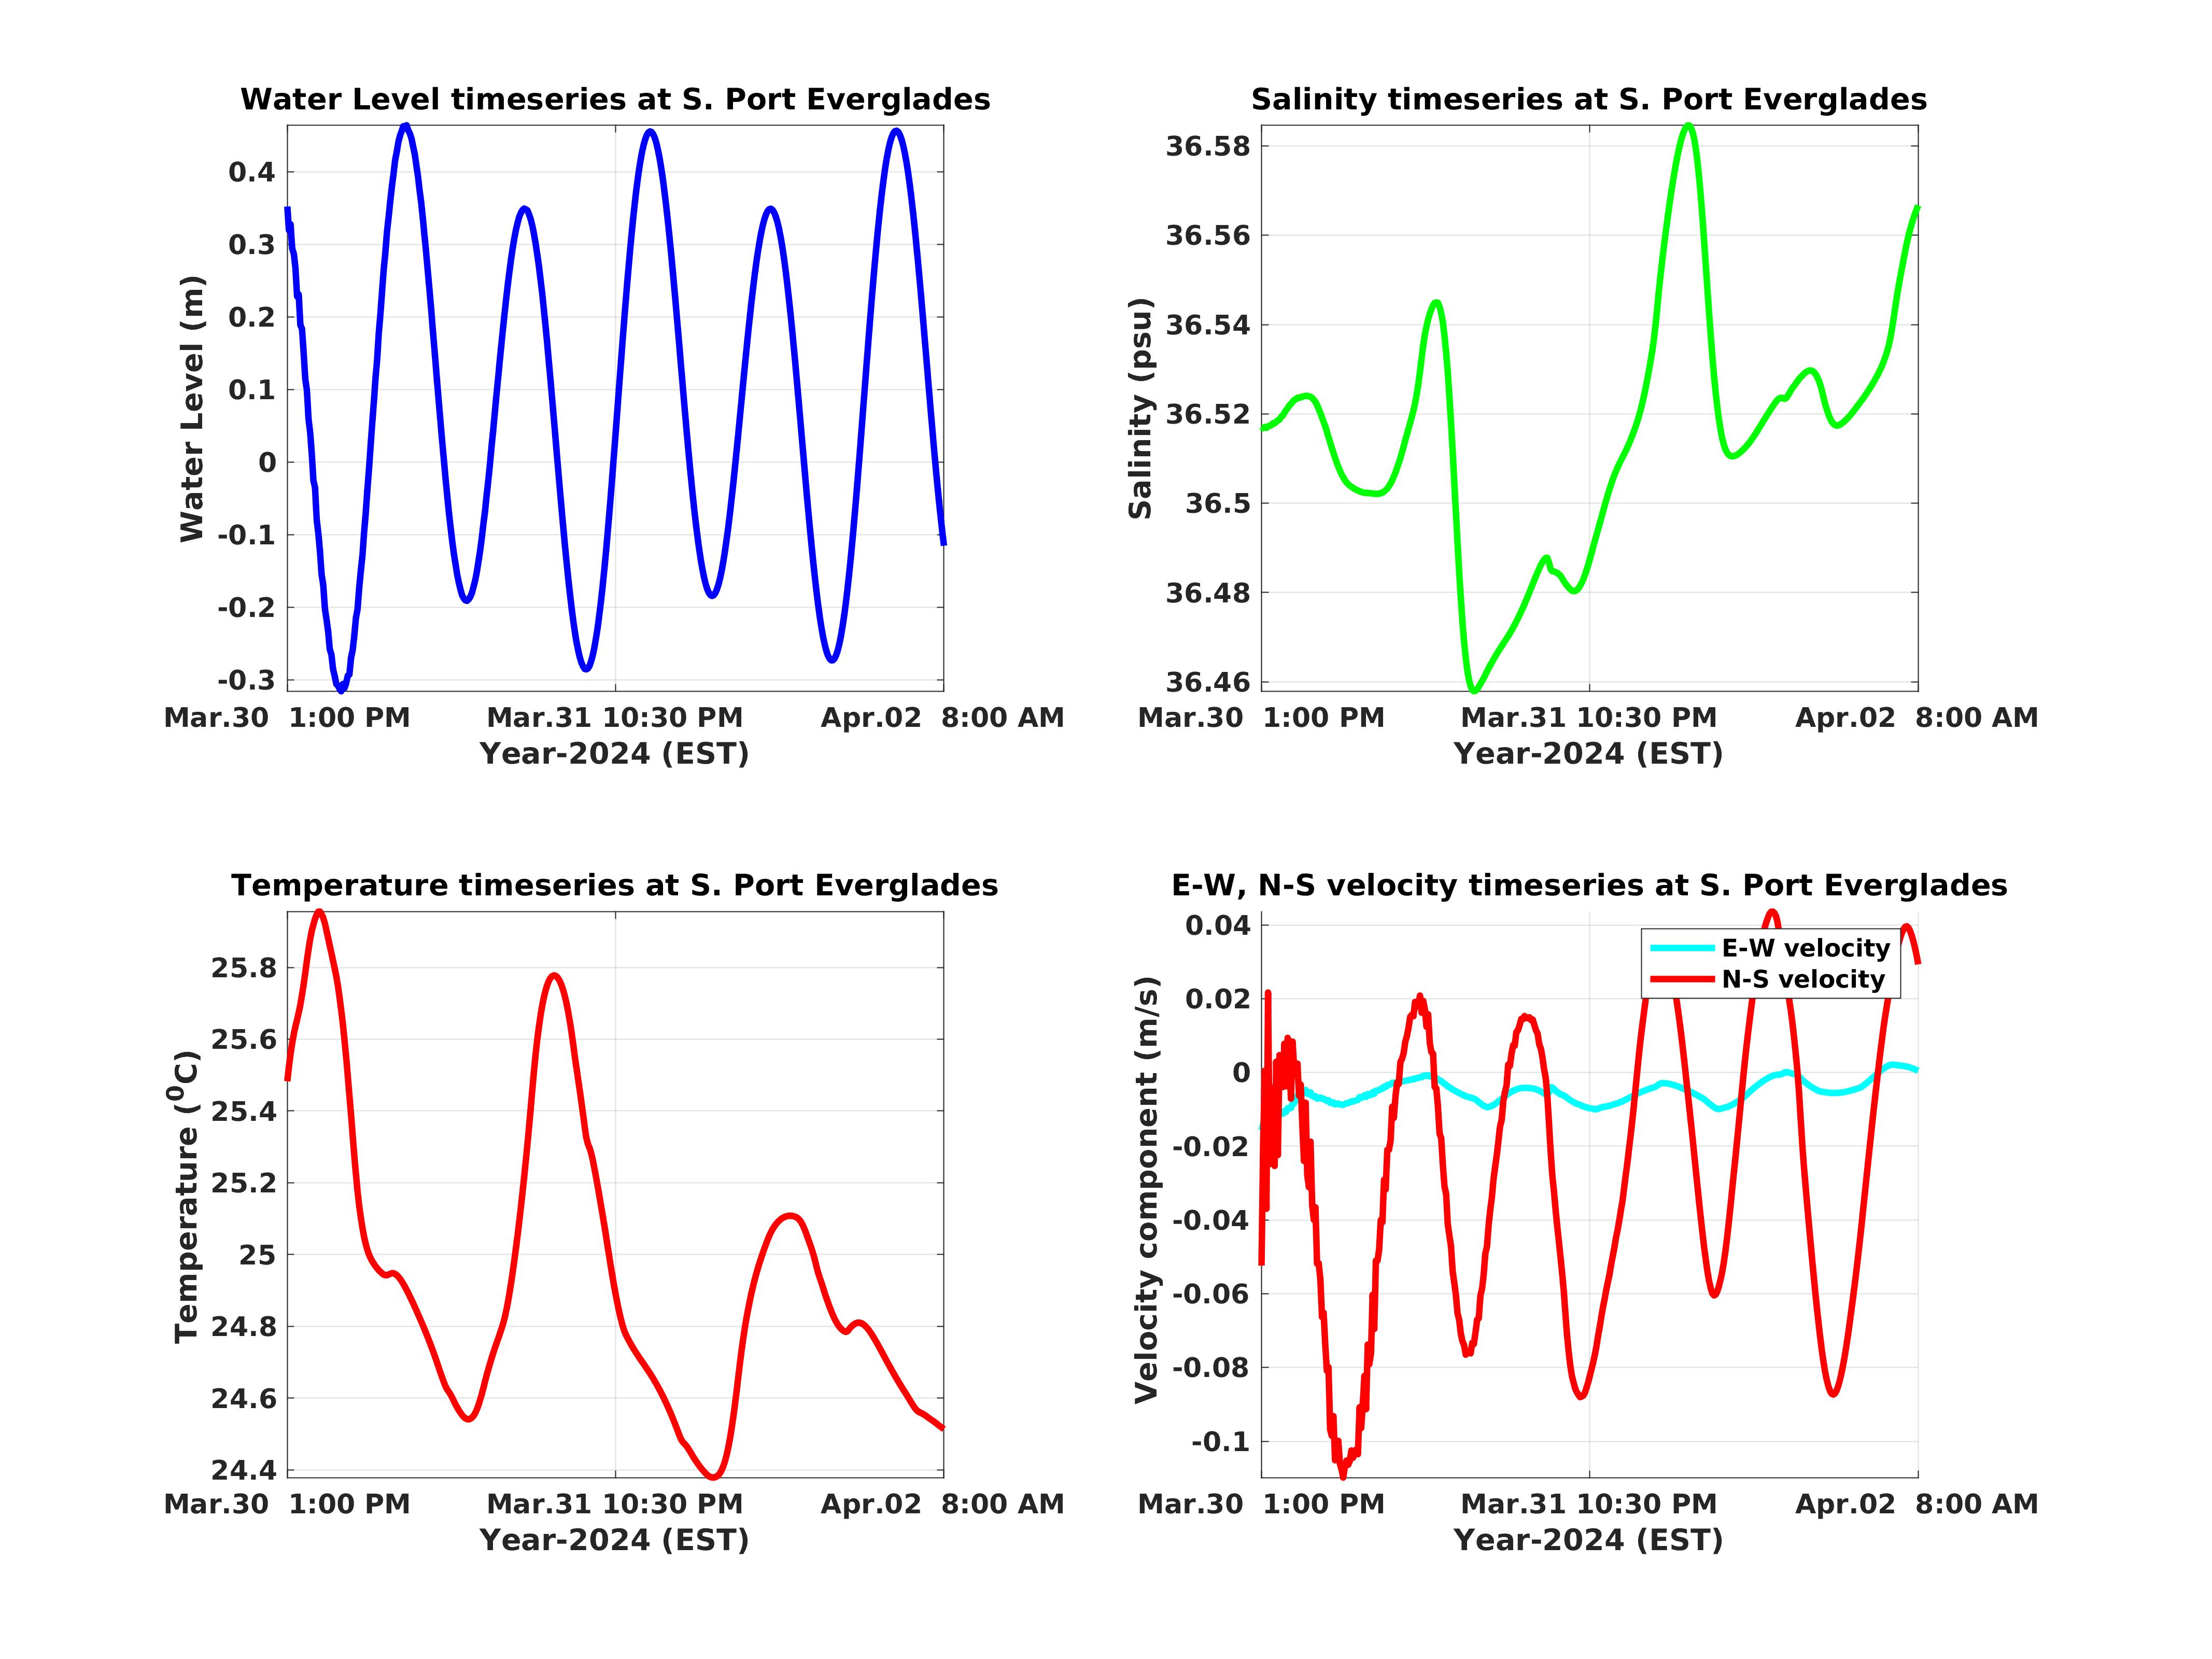 Water Level timeseries at S. Port Everglades
Water Level (m)
0.4
0.3
0.2
0.1
0
-0.1
-0.2
-0.3
Mar.30 1:00 PM
Mar.31 10:30 PM
Apr.02 8:00 AM
Year-2024 (EST)
Salinity timeseries at S. Port Everglades
Salinity (psu)
36.58
36.56
36.54
36.52
36.5
36.48
36.46
Mar.30 1:00 PM
Mar.31 10:30 PM
Apr.02 8:00 AM
Year-2024 (EST)
Temperature timeseries at S. Port Everglades
Temperature (⁰C)
25.8
25.6
25.4
25.2
25
24.8
24.6
24.4
Mar.30 1:00 PM
Mar.31 10:30 PM
Apr.02 8:00 AM
Year-2024 (EST)
E-W, N-S velocity timeseries at S. Port Everglades
Velocity component (m/s)
0.04
0.02
0
-0.02
-0.04
-0.06
-0.08
-0.1
E-W velocity
N-S velocity
Mar.30 1:00 PM
Mar.31 10:30 PM
Apr.02 8:00 AM
Year-2024 (EST)